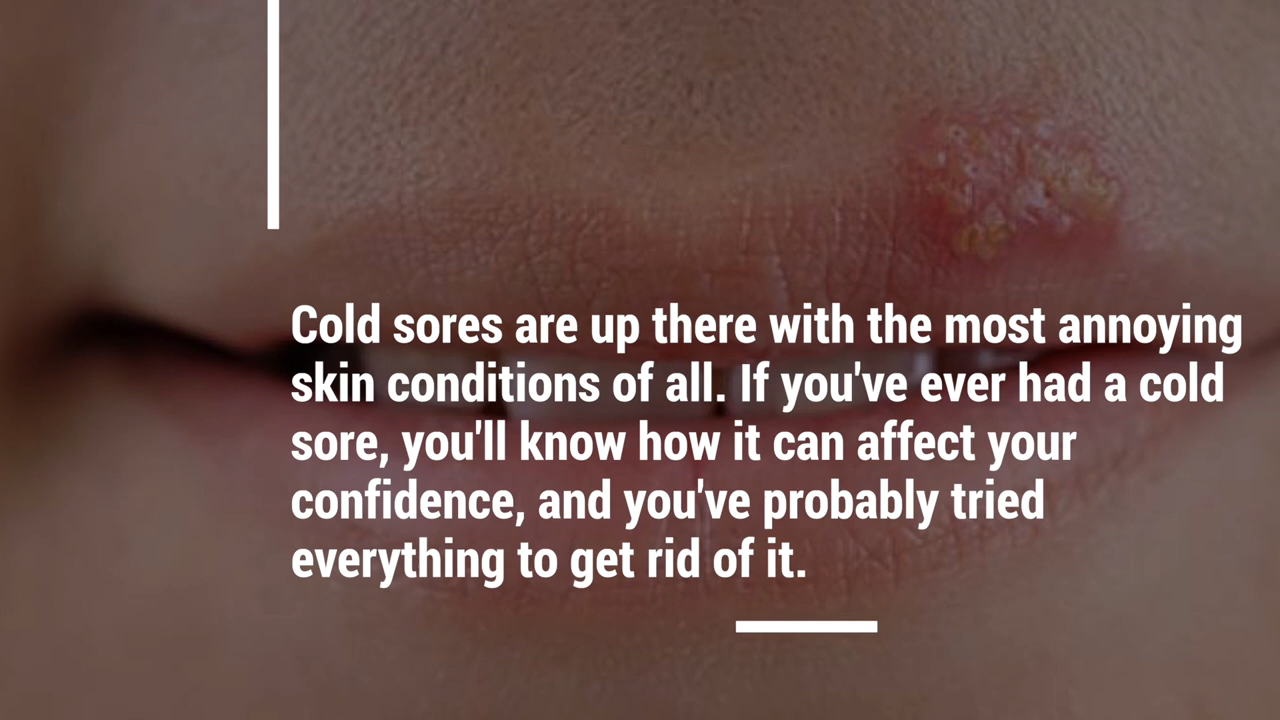 Cold sores are up there with the most annoying
skin conditions of all. If you've ever had a cold
sore, you'll know how it can affect your
confidence, and you've probably tried
everything to get rid of it.